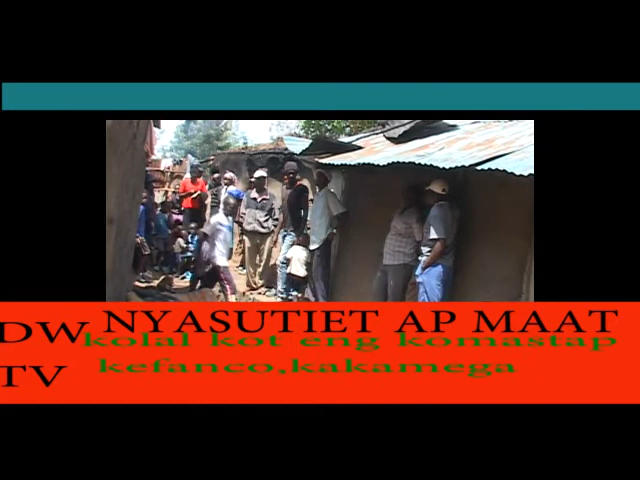 DW
TV
NYASUTIET AP MAAT
kolal kot eng komastap
kefanco,kakamega